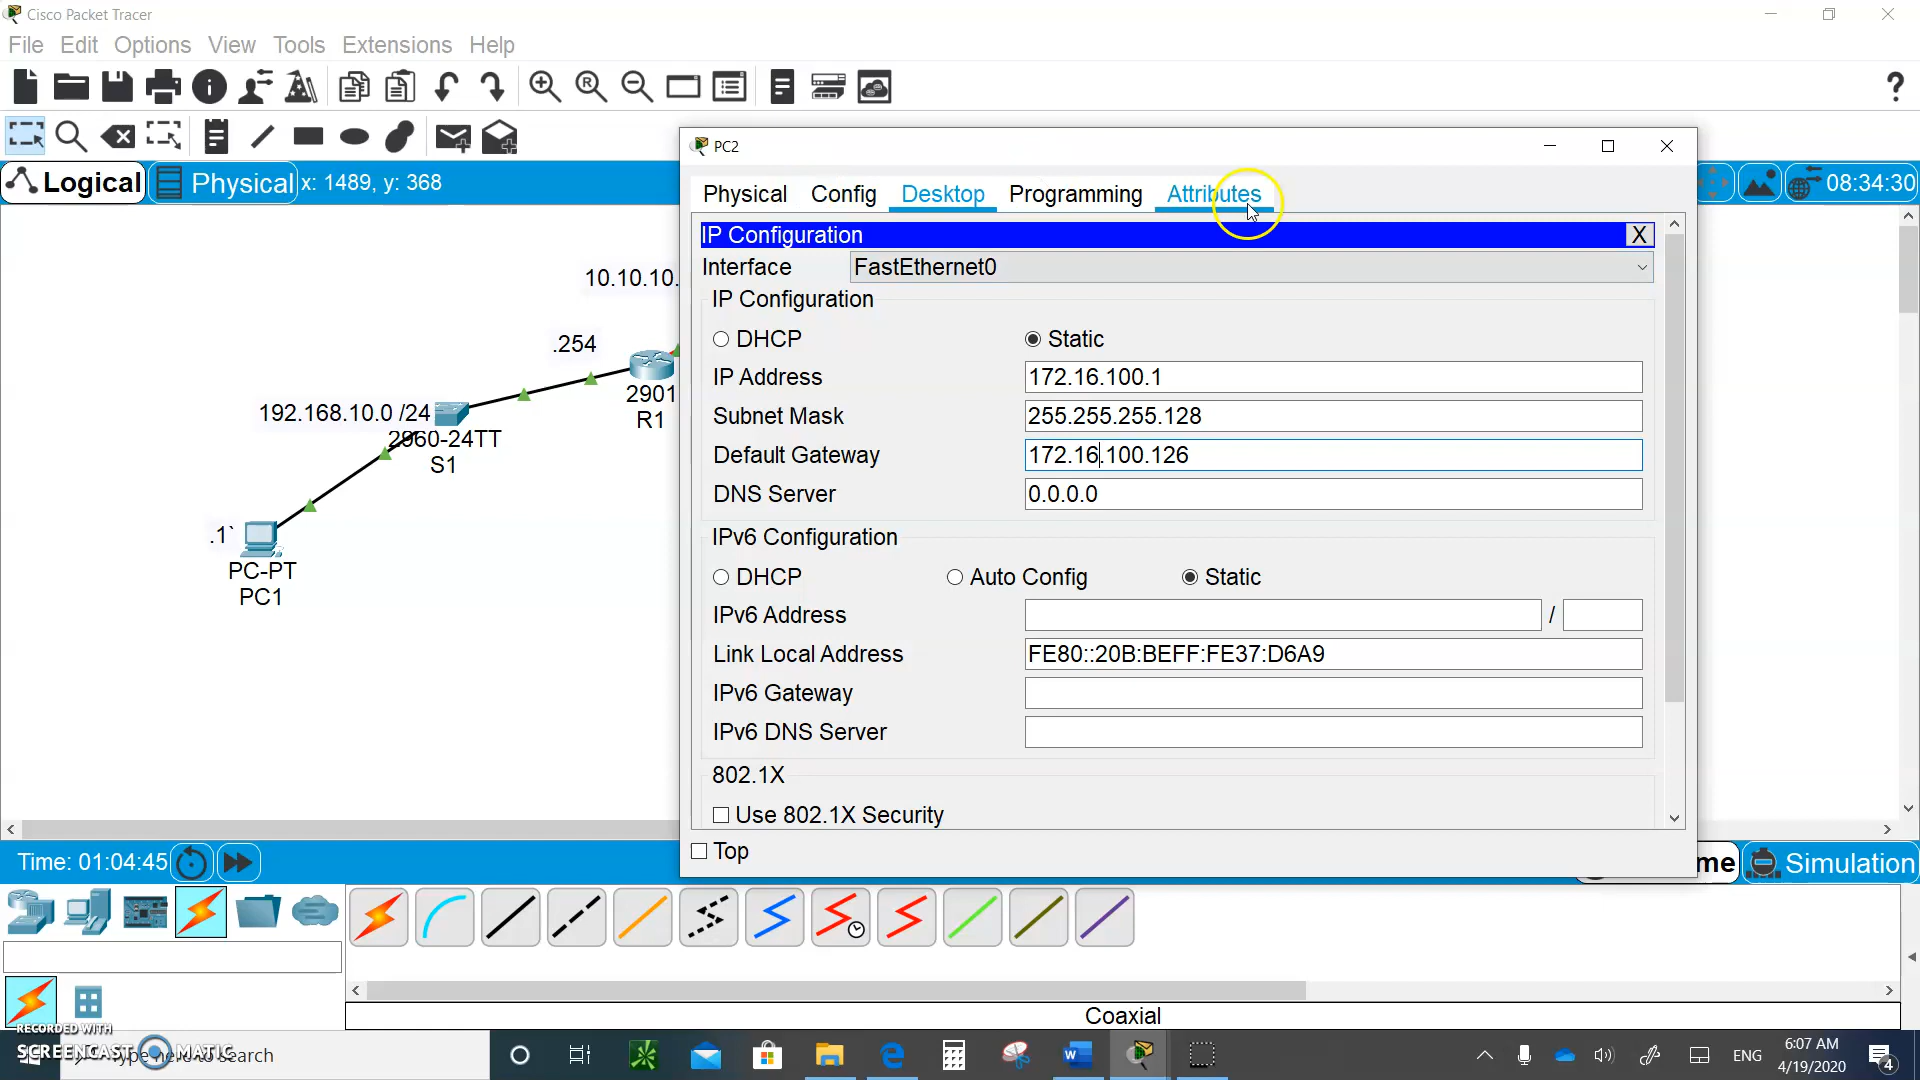 Cisco Packet Tracer
File Edit Options View Tools Extensions Help
?
Logical Physical x: 1489, y: 368
08:34:30
PC2
Physical Config Desktop Programming Attributes
IP Configuration X
Interface FastEthernet0
IP Configuration
DHCP Static
IP Address 172.16.100.1
Subnet Mask 255.255.255.128
Default Gateway 172.16.100.126
DNS Server 0.0.0.0
IPv6 Configuration
DHCP Auto Config Static
IPv6 Address /
Link Local Address FE80::20B:BEFF:FE37:D6A9
IPv6 Gateway
IPv6 DNS Server
802.1X
Use 802.1X Security
Top
10.10.10.
.254
2901
R1
192.168.10.0 /24
2960-24TT
S1
.1`
PC-PT
PC1
Time: 01:04:45
me Simulation
Coaxial
RECORDED WITH
SCREENCAST MATIC
Type here to search
ENG
6:07 AM
4/19/2020
4